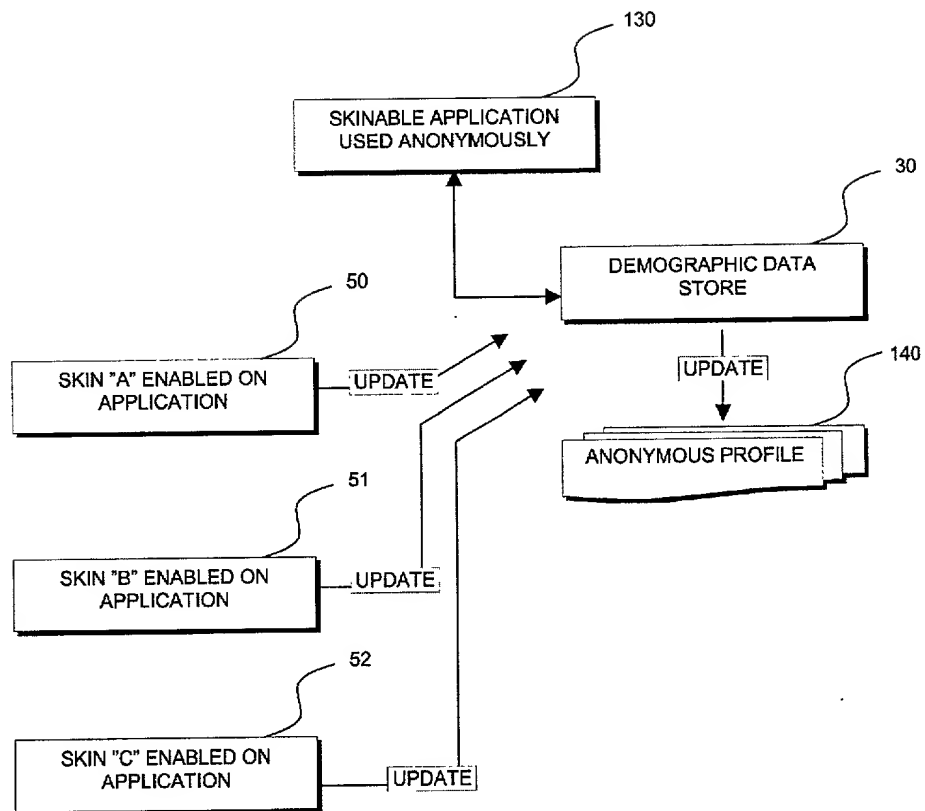 130
SKINABLE APPLICATION
USED ANONYMOUSLY
30
DEMOGRAPHIC DATA
STORE
50
SKIN "A" ENABLED ON
APPLICATION
UPDATE
UPDATE
140
ANONYMOUS PROFILE
51
SKIN "B" ENABLED ON
APPLICATION
UPDATE
52
SKIN "C" ENABLED ON
APPLICATION
UPDATE